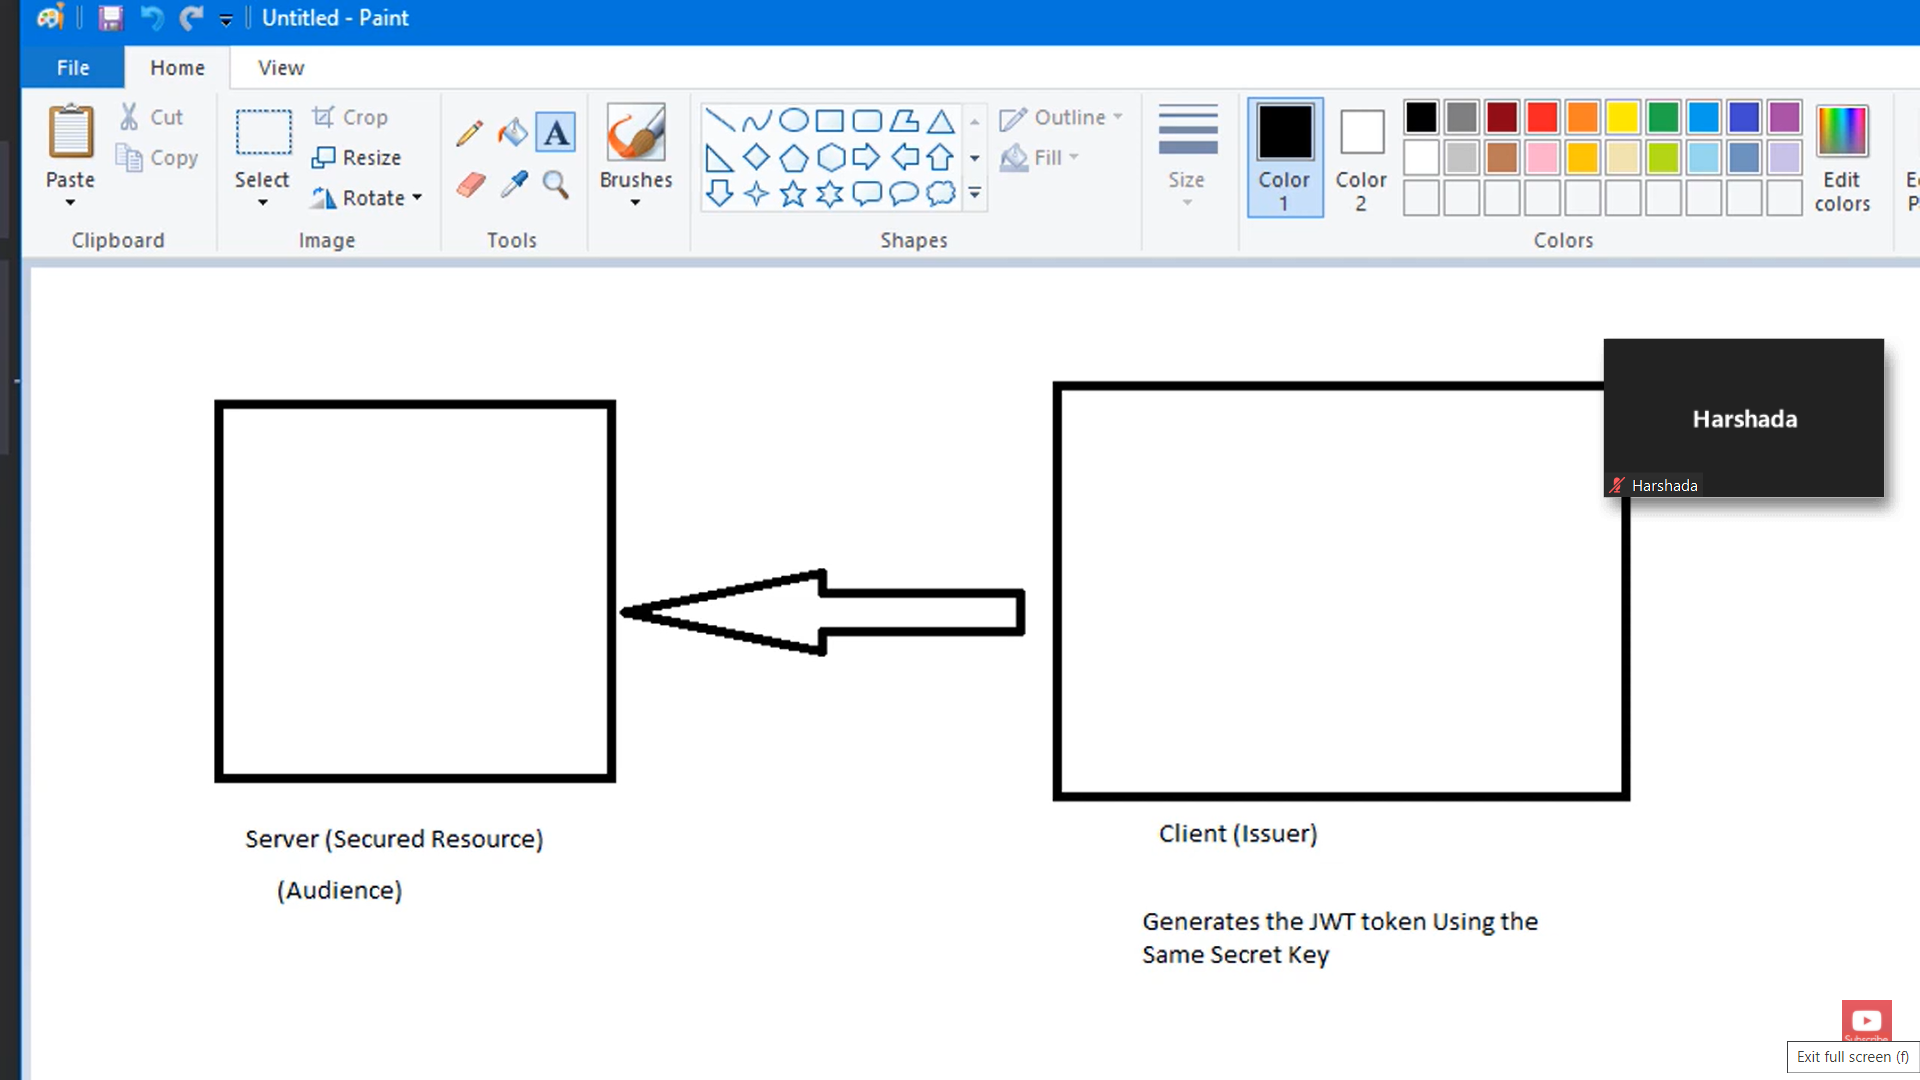 Untitled - Paint
File
Home
View
Paste
Cut
Copy
Clipboard
Select
Crop
Resize
Rotate
Image
A
Tools
Brushes
Shapes
Outline
Fill
Size
Color
1
Color
2
Edit
colors
Colors
Harshada
Harshada
Server (Secured Resource)
(Audience)
Client (Issuer)
Generates the JWT token Using the
Same Secret Key
Subscribe
Exit full screen (f)